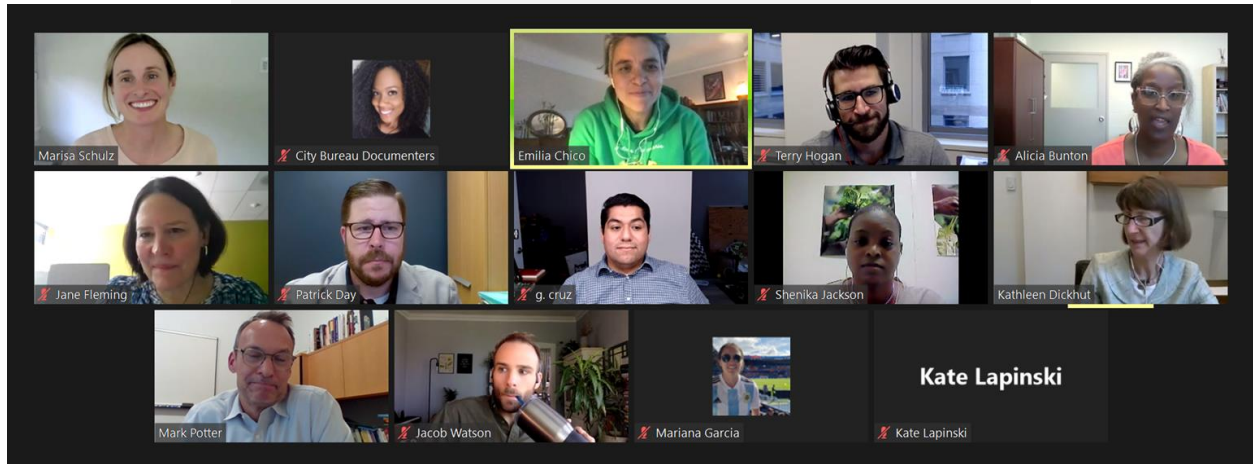 Marisa Schulz
City Bureau Documenters
Emilia Chico
Terry Hogan
Alicia Bunton
Jane Fleming
Patrick Day
g. cruz
Shenika Jackson
Kathleen Dickhut
Mark Potter
Jacob Watson
Mariana Garcia
Kate Lapinski
Kate Lapinski